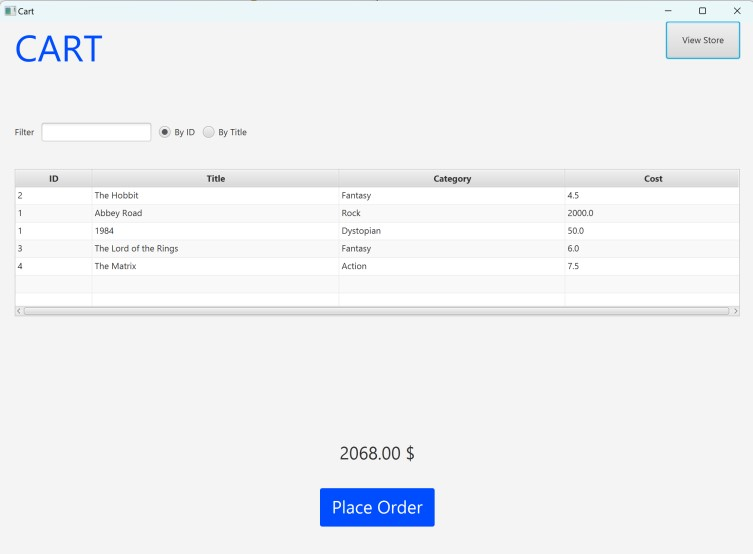 Cart
CART
View Store
Filter By ID By Title
ID Title Category Cost
2 The Hobbit Fantasy 4.5
1 Abbey Road Rock 2000.0
1 1984 Dystopian 50.0
3 The Lord of the Rings Fantasy 6.0
4 The Matrix Action 7.5
2068.00 $
Place Order